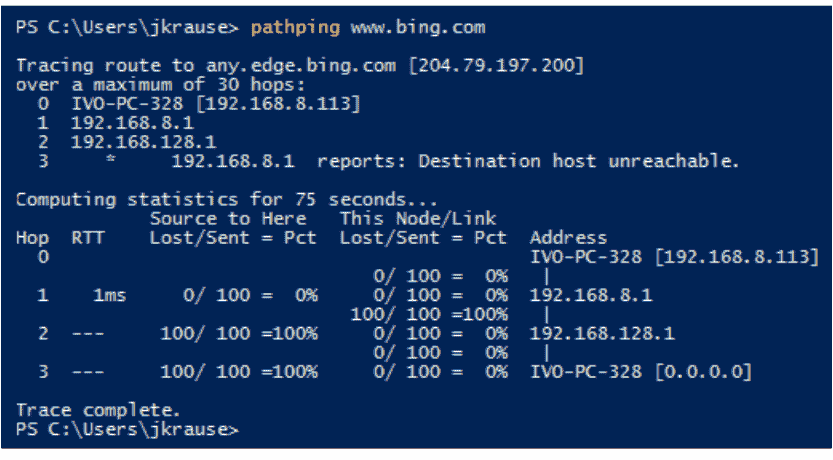 PS C:\Users\jkrause> pathping www.bing.com
Tracing route to any.edge.bing.com [204.79.197.200]
over a maximum of 30 hops:
  0  IVO-PC-328 [192.168.8.113]
  1  192.168.8.1
  2  192.168.128.1
  3     *     192.168.8.1  reports: Destination host unreachable.
Computing statistics for 75 seconds...
            Source to Here   This Node/Link
Hop  RTT    Lost/Sent = Pct  Lost/Sent = Pct  Address
  0                                           IVO-PC-328 [192.168.8.113]
                                0/ 100 =  0%   |
  1    1ms     0/ 100 =  0%     0/ 100 =  0%  192.168.8.1
                              100/ 100 =100%   |
  2  ---     100/ 100 =100%     0/ 100 =  0%  192.168.128.1
                                0/ 100 =  0%   |
  3  ---     100/ 100 =100%     0/ 100 =  0%  IVO-PC-328 [0.0.0.0]
Trace complete.
PS C:\Users\jkrause>